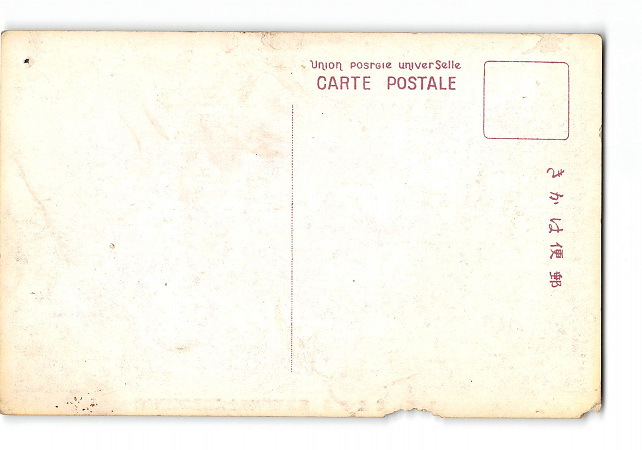 Union postale universelle
CARTE POSTALE
郵便はかき